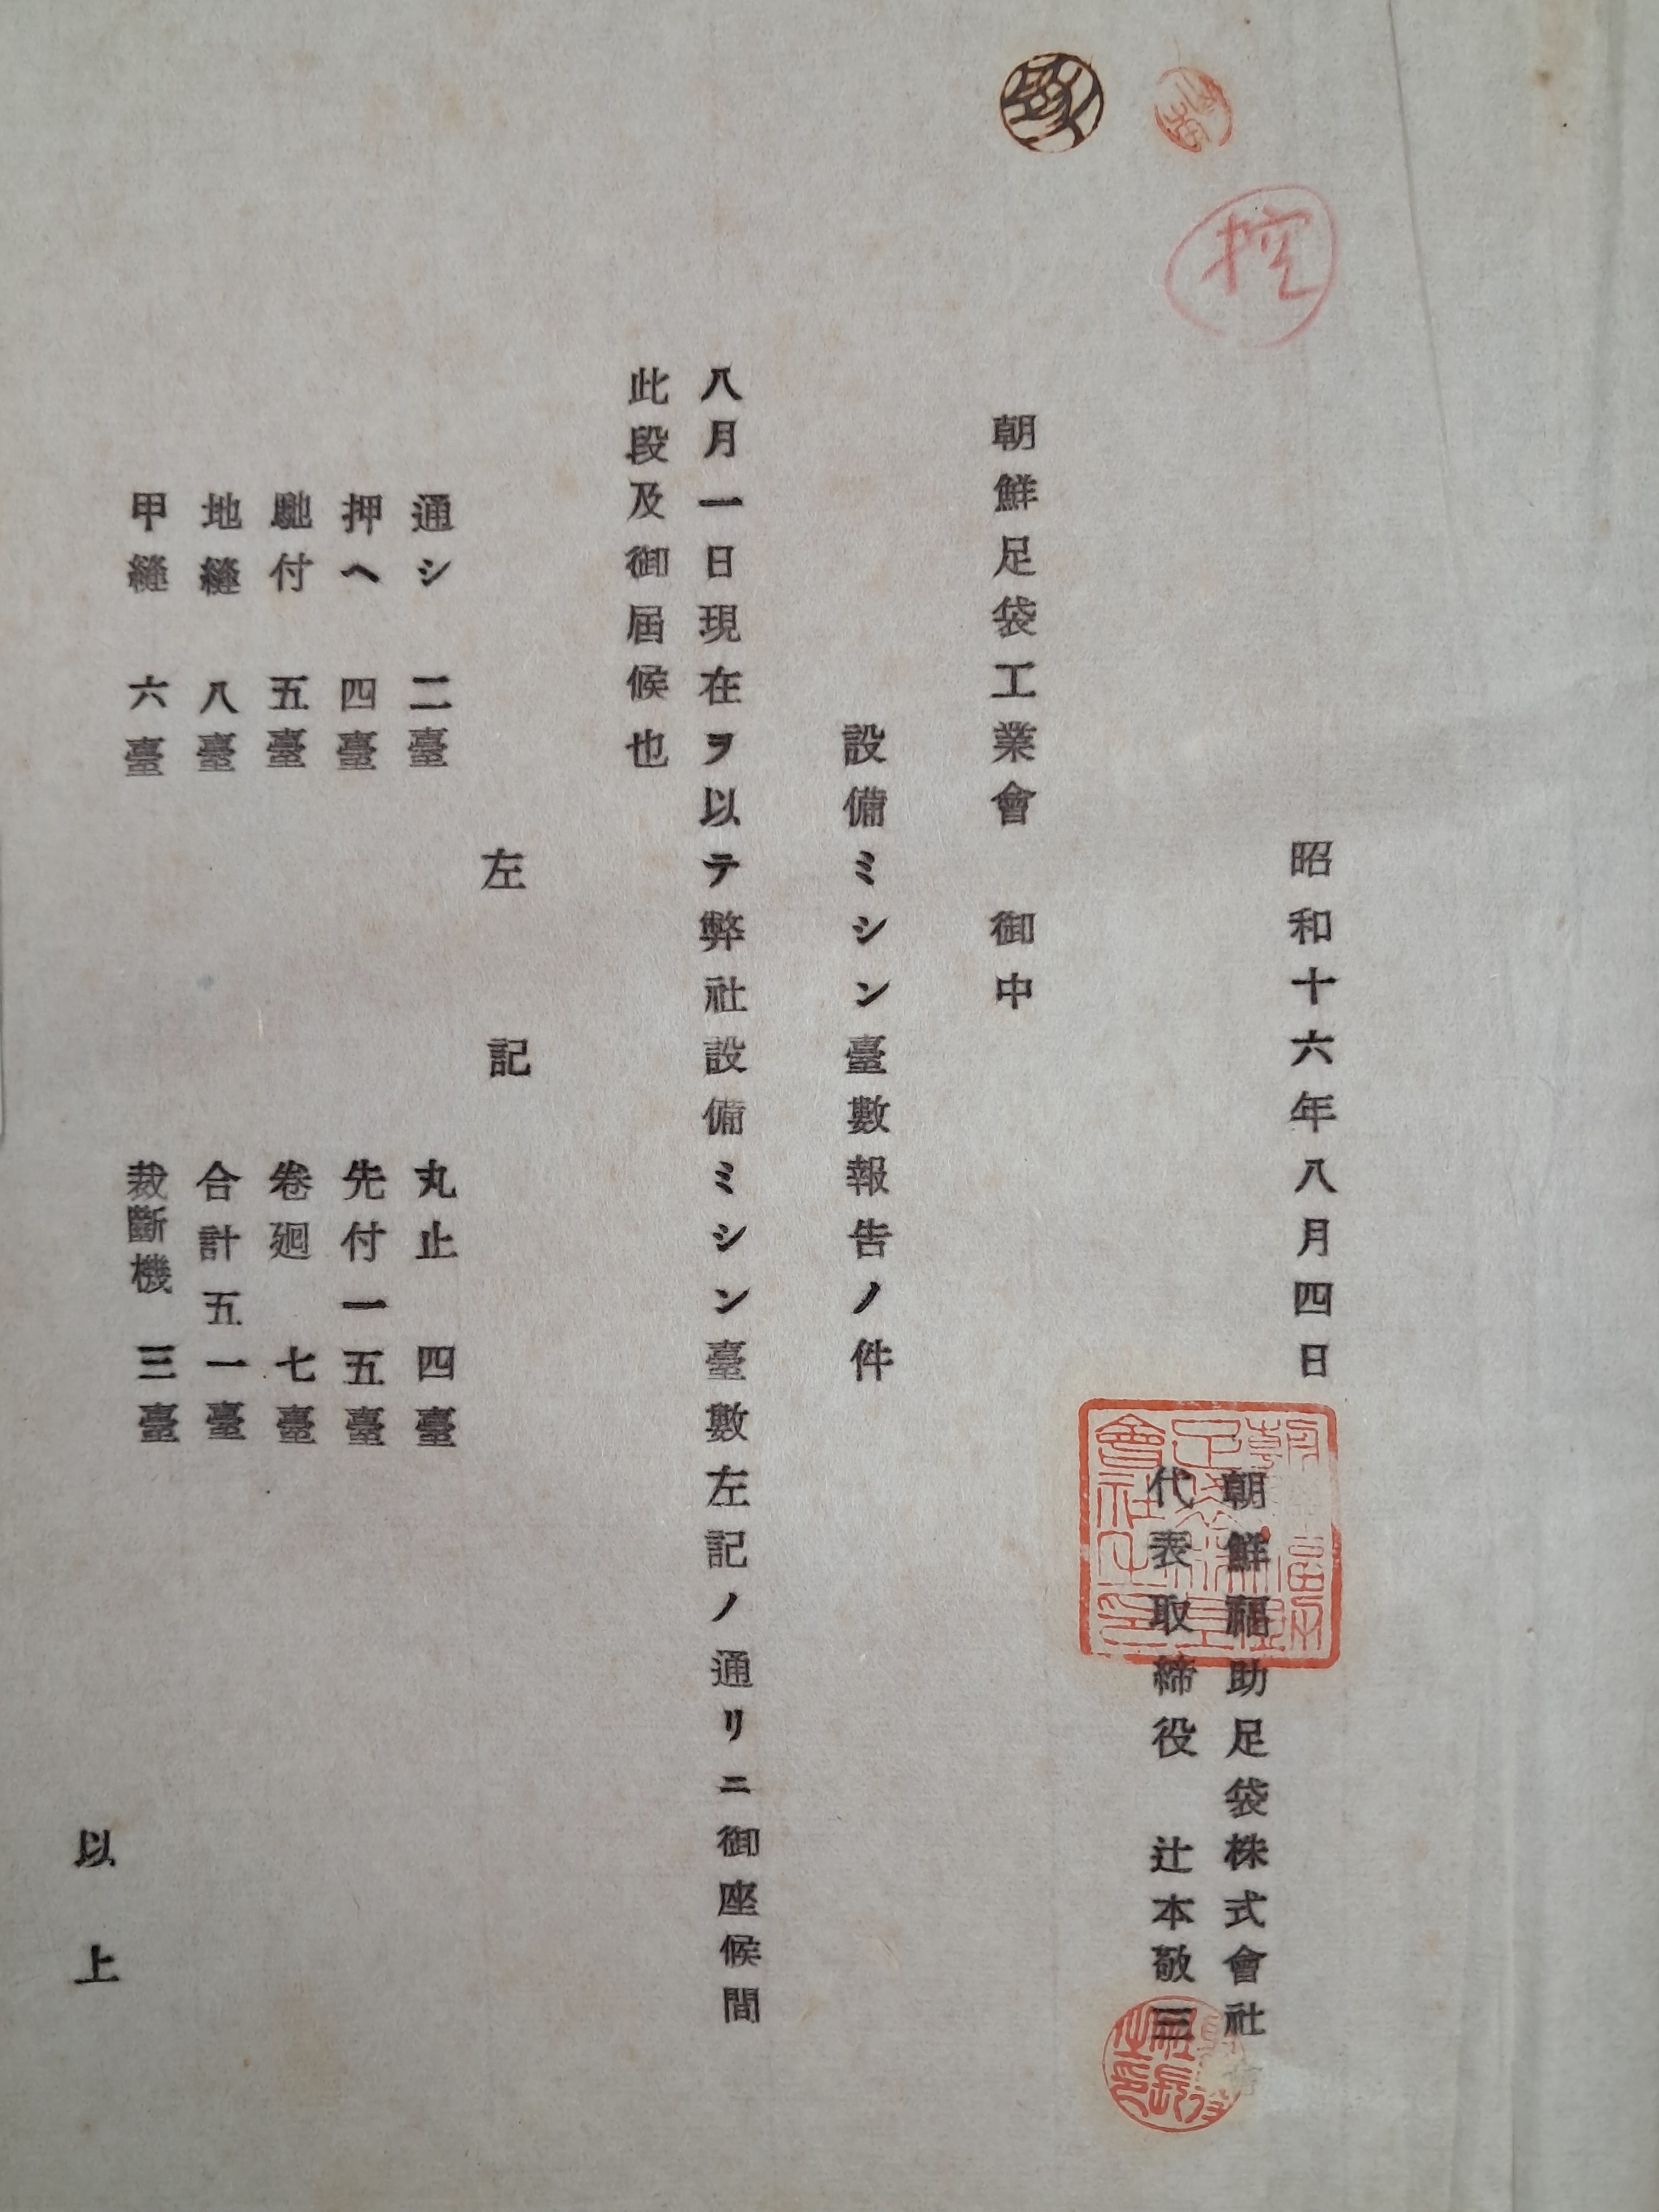 控
昭和十六年八月四日
朝鮮福助足袋株式會社
代表取締役 辻本敬三
朝鮮足袋工業會 御中
設備ミシン臺數報告ノ件
八月一日現在ヲ以テ弊社設備ミシン臺數左記ノ通リニ御座候間
此段及御届候也
左記
通シ 二臺
押ヘ 四臺
馳付 五臺
地縫 八臺
甲縫 六臺
丸止 四臺
先付 一五臺
卷廻 七臺
合計 五一臺
裁斷機 三臺
以上